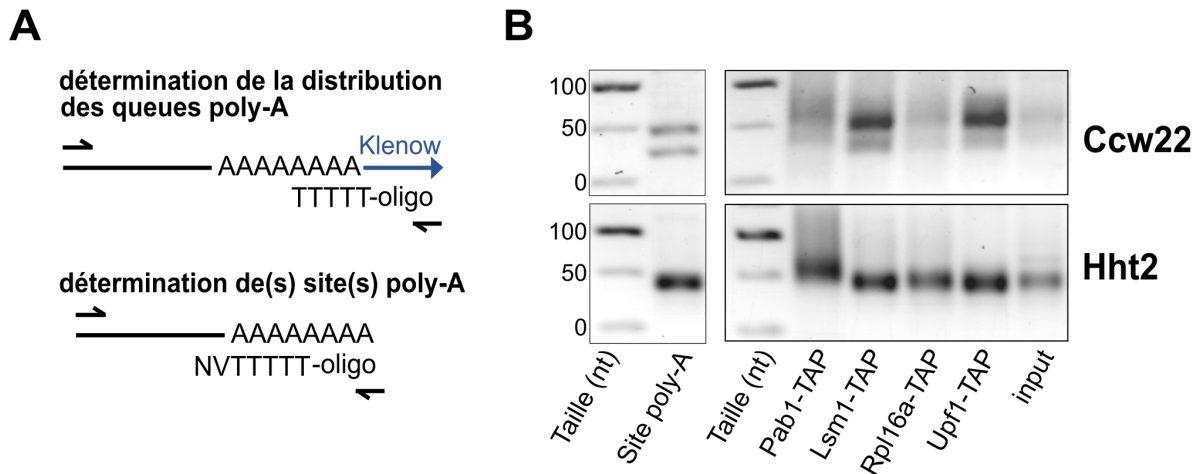 A
détermination de la distribution
des queues poly-A
Klenow
AAAAAAAA
TTTTT-oligo
détermination de(s) site(s) poly-A
AAAAAAAA
NVTTTTT-oligo
B
100
50
0
100
50
0
Ccw22
Hht2
Taille (nt)
Site poly-A
Taille (nt)
Pab1-TAP
Lsm1-TAP
Rpl16a-TAP
Upf1-TAP
input